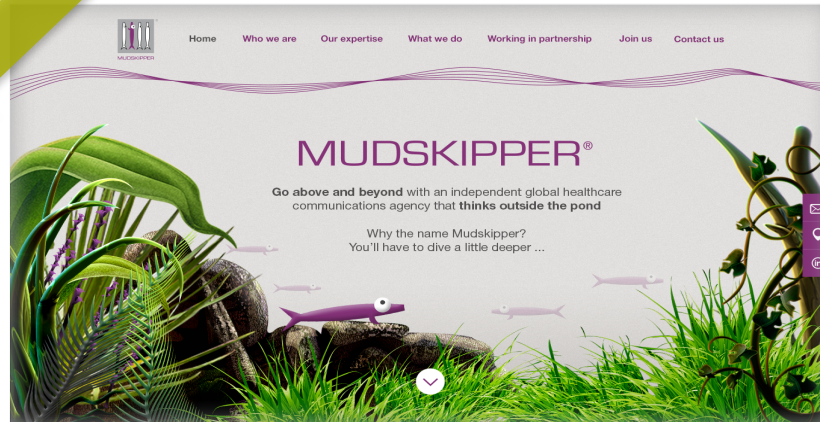 MUDSKIPPER
Home
Who we are
Our expertise
What we do
Working in partnership
Join us
Contact us
MUDSKIPPER®
Go above and beyond with an independent global healthcare
communications agency that thinks outside the pond
Why the name Mudskipper?
You'll have to dive a little deeper ...
in